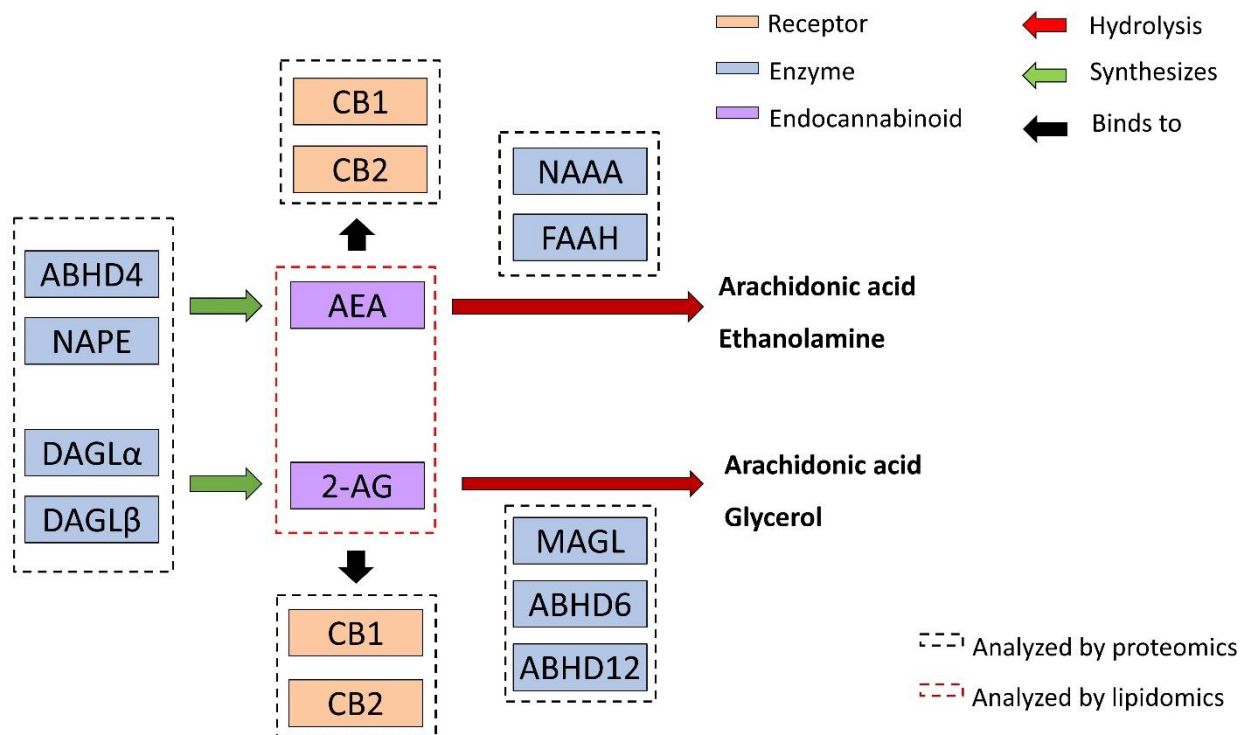 Receptor
Enzyme
Endocannabinoid
Hydrolysis
Synthesizes
Binds to
CB1
CB2
NAAA
FAAH
ABHD4
NAPE
AEA
Arachidonic acid
Ethanolamine
DAGLα
DAGLβ
2-AG
Arachidonic acid
Glycerol
MAGL
ABHD6
ABHD12
CB1
CB2
Analyzed by proteomics
Analyzed by lipidomics